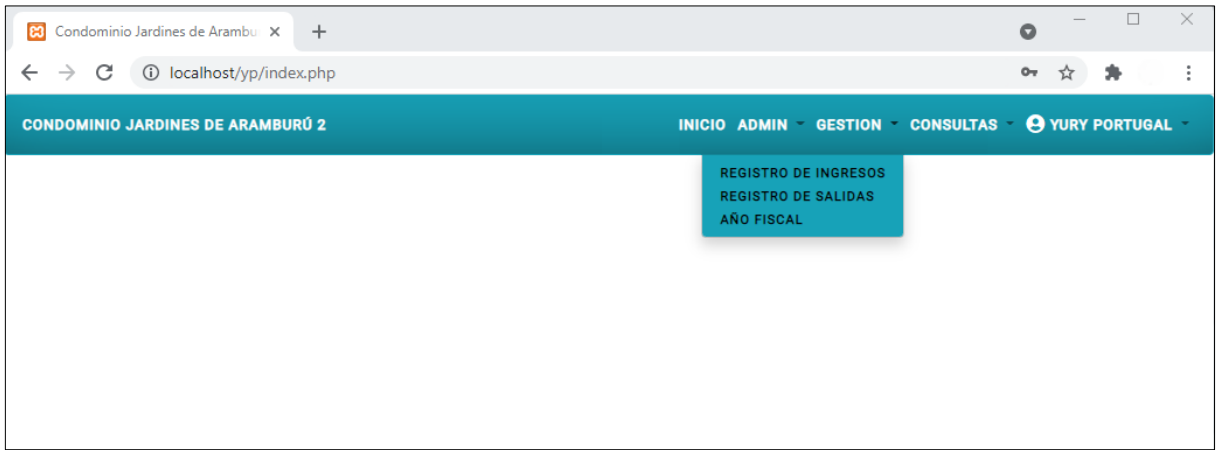 Condominio Jardines de Arambu
localhost/yp/index.php
CONDOMINIO JARDINES DE ARAMBURÚ 2
INICIO ADMIN GESTION CONSULTAS YURY PORTUGAL
REGISTRO DE INGRESOS
REGISTRO DE SALIDAS
AÑO FISCAL